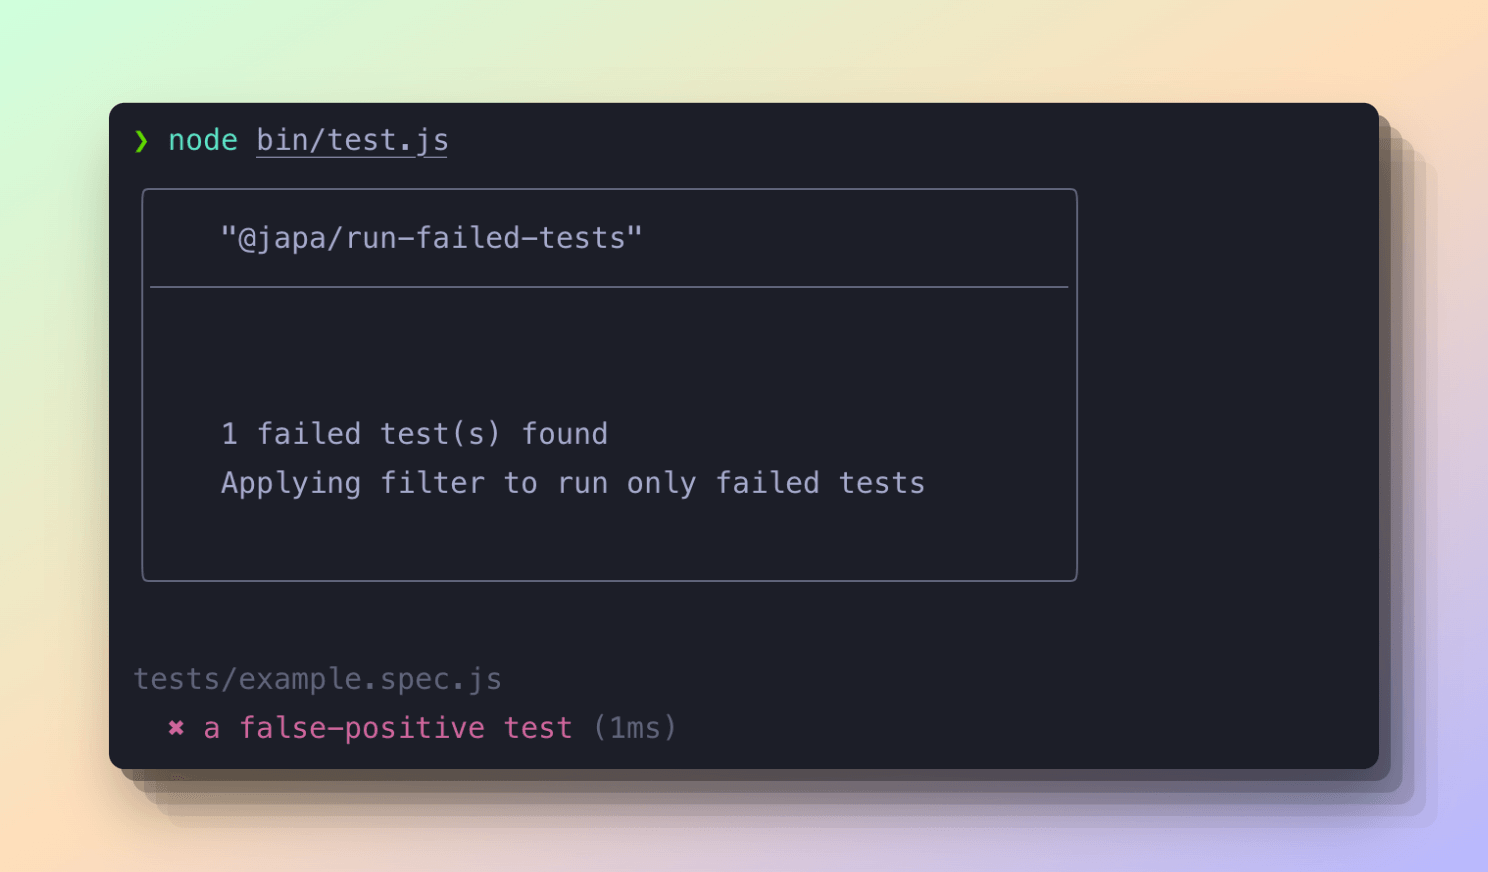 ❯ node bin/test.js
"@japa/run-failed-tests"
1 failed test(s) found
Applying filter to run only failed tests
tests/example.spec.js
✖ a false-positive test (1ms)